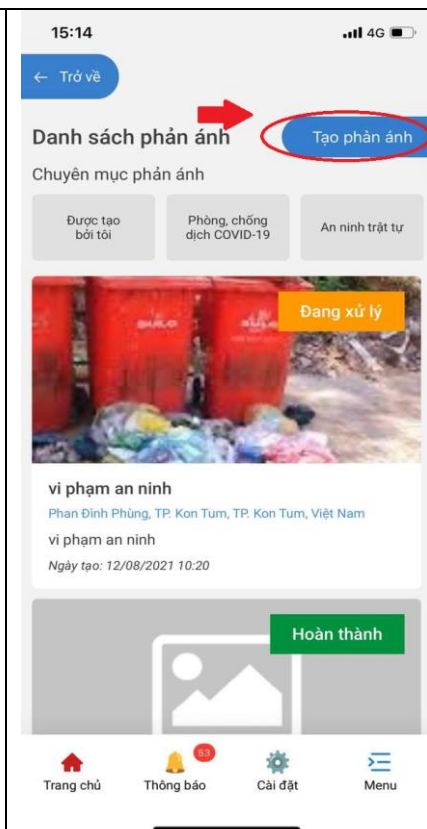 15:14
4G
← Trở về
Danh sách phản ánh
Tạo phản ánh
Chuyên mục phản ánh
Được tạo
bởi tôi
Phòng, chống
dịch COVID-19
An ninh trật tự
Đang xử lý
vi phạm an ninh
Phan Đình Phùng, TP. Kon Tum, TP. Kon Tum, Việt Nam
vi phạm an ninh
Ngày tạo: 12/08/2021 10:20
Hoàn thành
53
Trang chủ
Thông báo
Cài đặt
Menu